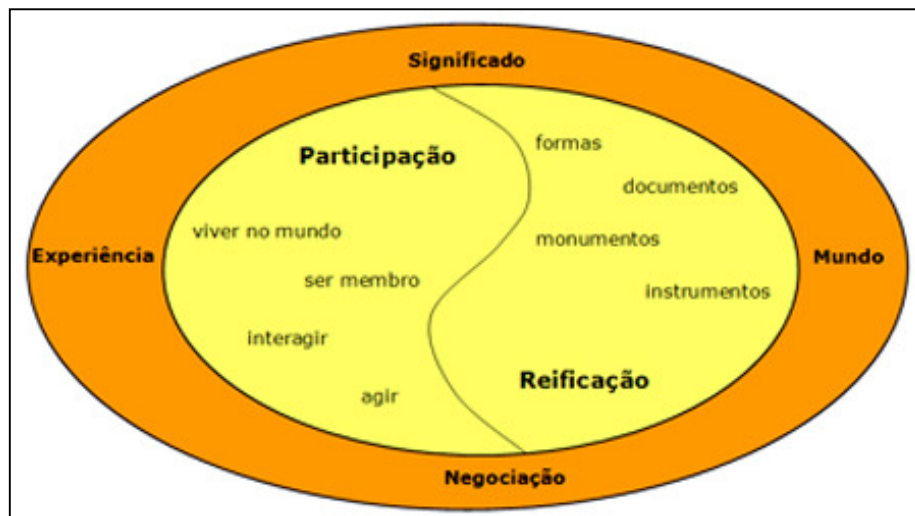 Significado
Participação
formas
documentos
viver no mundo
monumentos
Experiência
Mundo
ser membro
instrumentos
interagir
Reificação
agir
Negociação